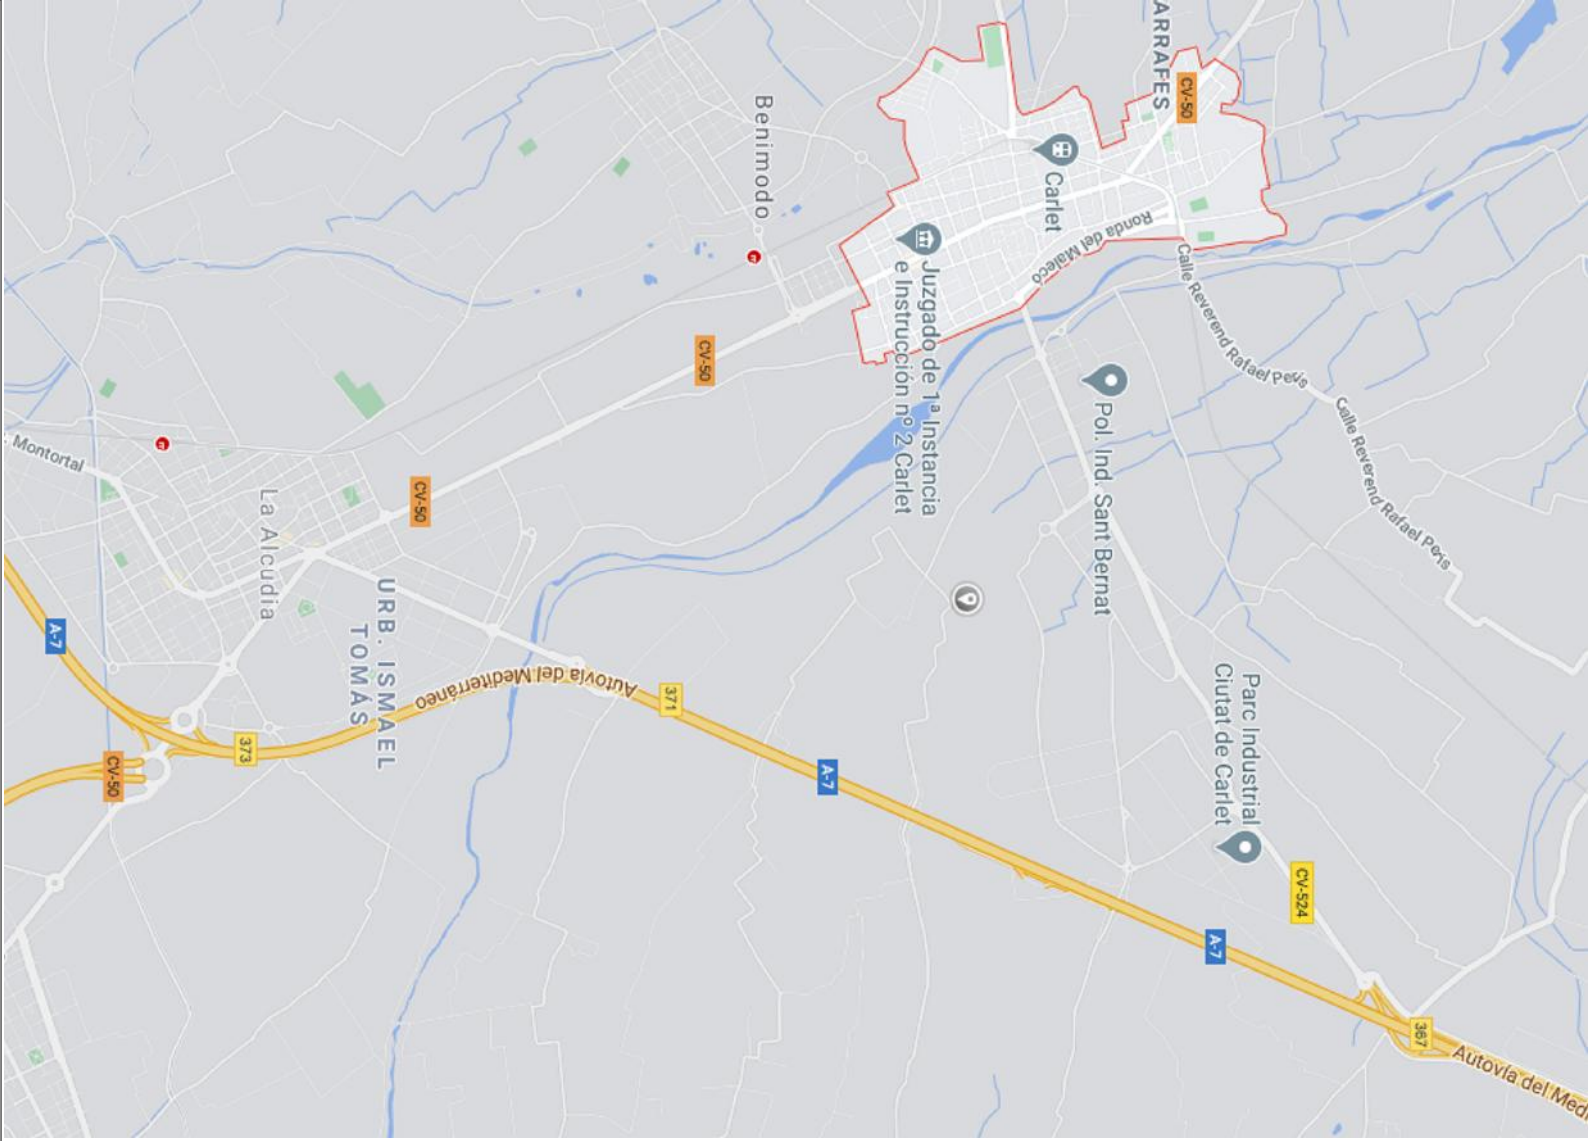 ARRAFES
CV-50
Benimodo
Carlet
Ronda del Malecó
Calle Reverend Rafael Peris
Juzgado de 1ª Instancia
e Instrucción nº 2 Carlet
CV-50
Pol. Ind. Sant Bernat
Calle Reverend Rafael Peris
Montortal
CV-50
La Alcudia
URB. ISMAEL
TOMÁS
A-7
Autovía del Mediterráneo
371
373
CV-50
A-7
Parc Industrial
Ciutat de Carlet
CV-524
A-7
367
Autovía del Med